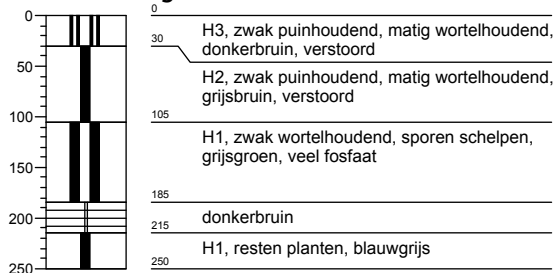 0
50
100
150
200
250
0
H3, zwak puinhoudend, matig wortelhoudend,
donkerbruin, verstoord
30
H2, zwak puinhoudend, matig wortelhoudend,
grijsbruin, verstoord
105
H1, zwak wortelhoudend, sporen schelpen,
grijsgroen, veel fosfaat
185
donkerbruin
215
H1, resten planten, blauwgrijs
250